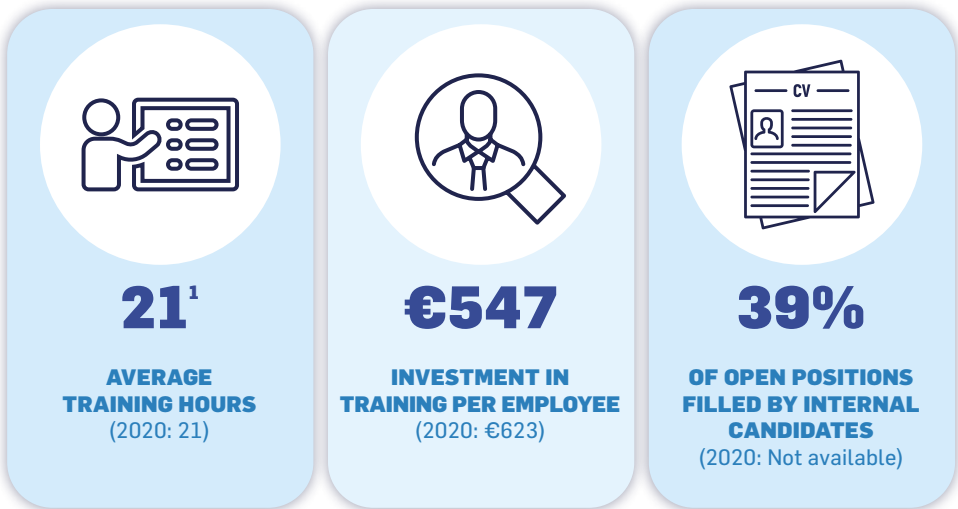 21¹
AVERAGE
TRAINING HOURS
(2020: 21)
€547
INVESTMENT IN
TRAINING PER EMPLOYEE
(2020: €623)
CV
39%
OF OPEN POSITIONS
FILLED BY INTERNAL
CANDIDATES
(2020: Not available)